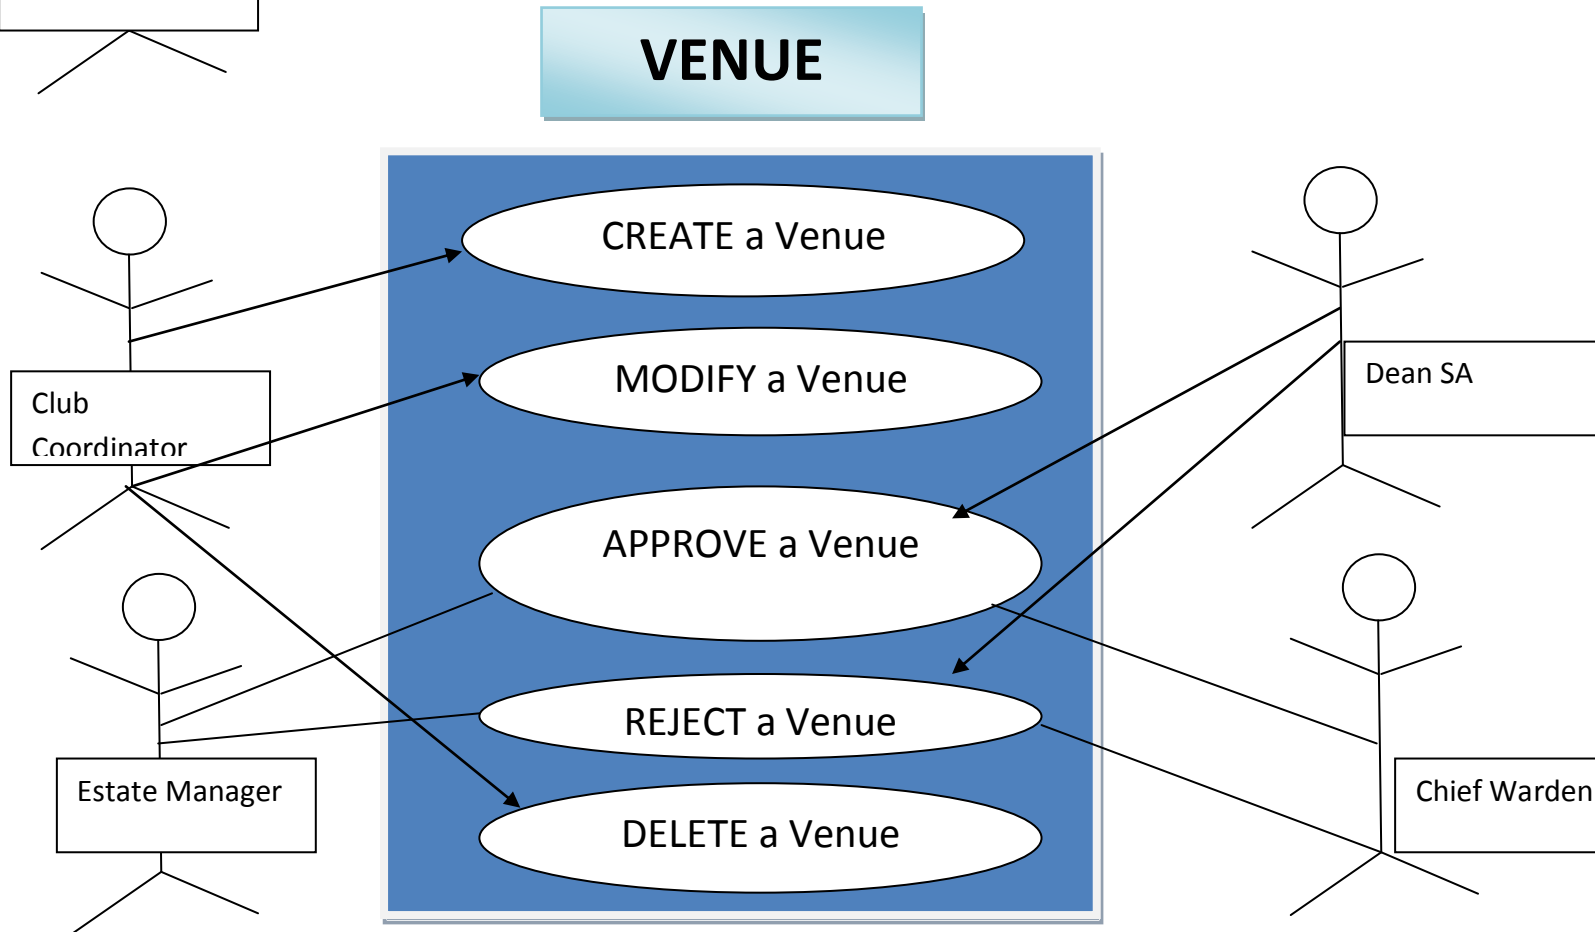 VENUE
CREATE a Venue
MODIFY a Venue
Dean SA
Club
Coordinator
APPROVE a Venue
REJECT a Venue
Estate Manager
Chief Warden
DELETE a Venue